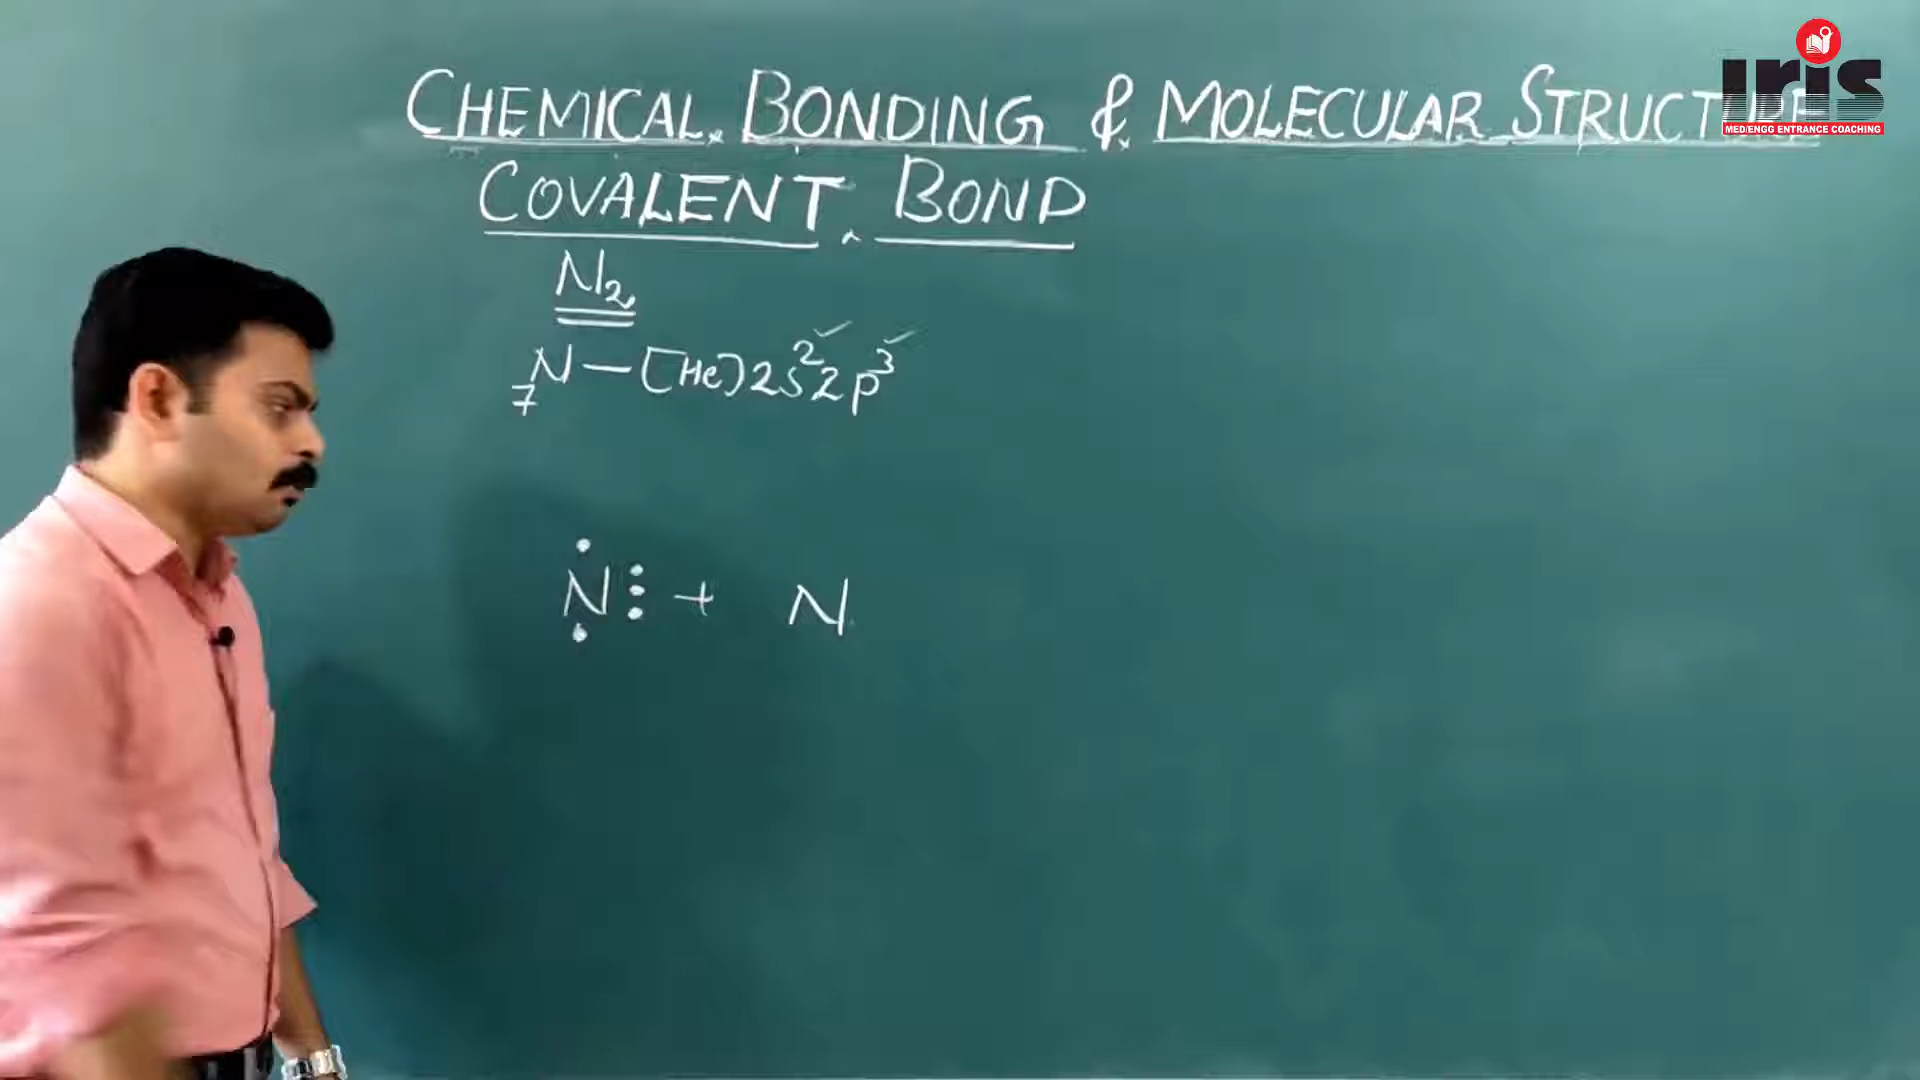 CHEMICAL BONDING & MOLECULAR STRUCTURE
COVALENT BOND
N₂
₇N — [He] 2s² 2p³
N + N
iris
MED/ENGG ENTRANCE COACHING